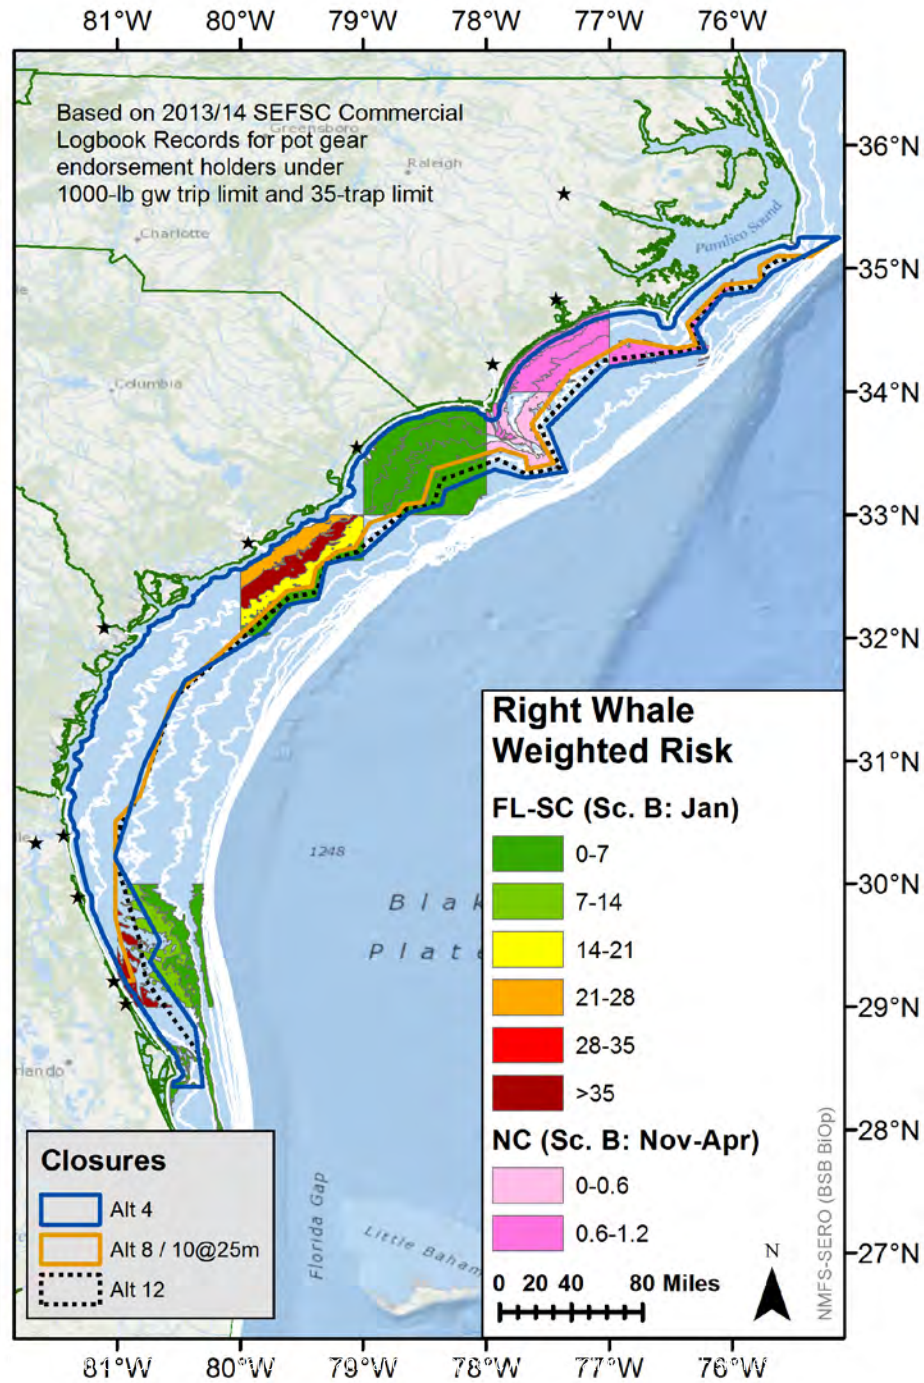 81°W 80°W 79°W 78°W 77°W 76°W
Based on 2013/14 SEFSC Commercial
Logbook Records for pot gear
endorsement holders under
1000-lb gw trip limit and 35-trap limit
Greensboro
Raleigh
Charlotte
Columbia
Pamlico Sound
36°N
35°N
34°N
33°N
32°N
31°N
30°N
29°N
28°N
27°N
1248
Blak
Plate
lando
Florida Gap
Little Baham
Right Whale
Weighted Risk
FL-SC (Sc. B: Jan)
0-7
7-14
14-21
21-28
28-35
>35
NC (Sc. B: Nov-Apr)
0-0.6
0.6-1.2
0 20 40 80 Miles
N
NMFS-SERO (BSB BiOp)
Closures
Alt 4
Alt 8 / 10@25m
Alt 12
81°W 80°W 79°W 78°W 77°W 76°W